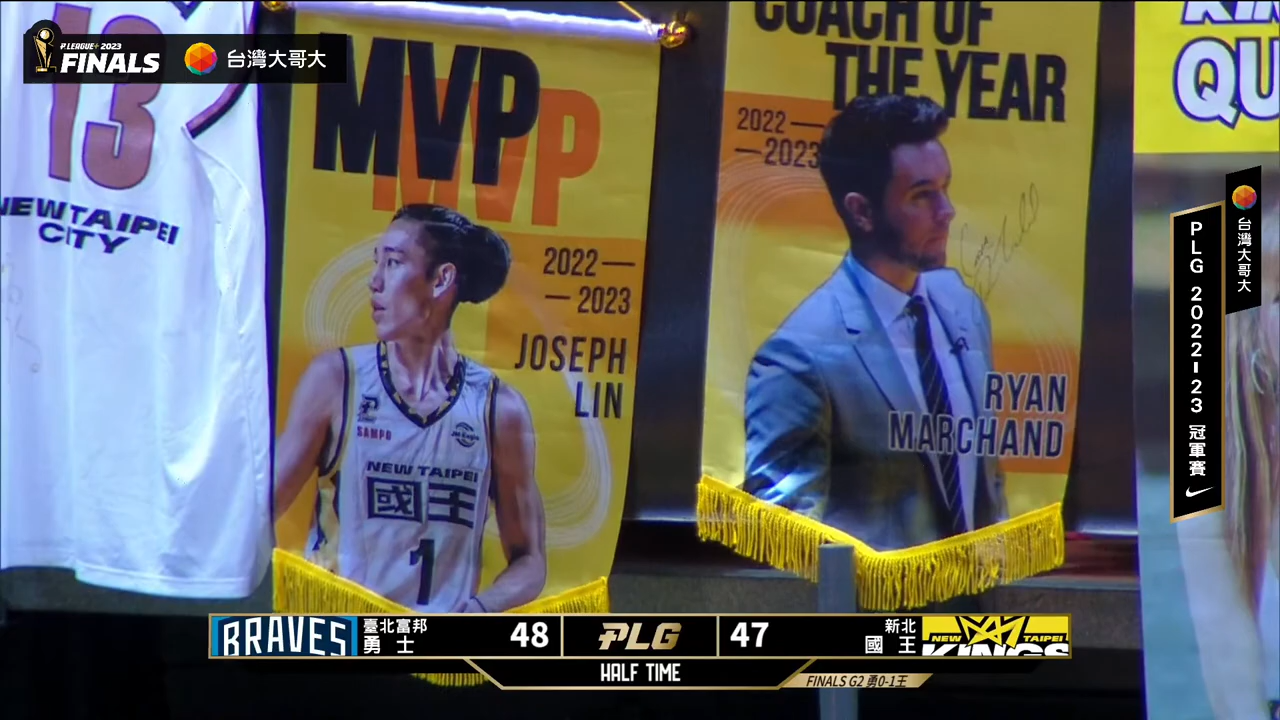 P.LEAGUE+ 2023
FINALS
台灣大哥大
13
NEW TAIPEI
CITY
MVP
MVP
2022—
—2023
JOSEPH
LIN
SAMPO
NEW TAIPEI
國王
1
COACH OF
THE YEAR
2022—
—2023
RYAN
MARCHAND
QU
台灣大哥大
PLG 2022-23 冠軍賽
BRAVES
臺北富邦
勇士
48
PLG
47
新北
國王
NEW TAIPEI
KINGS
HALF TIME
FINALS G2 勇0-1王